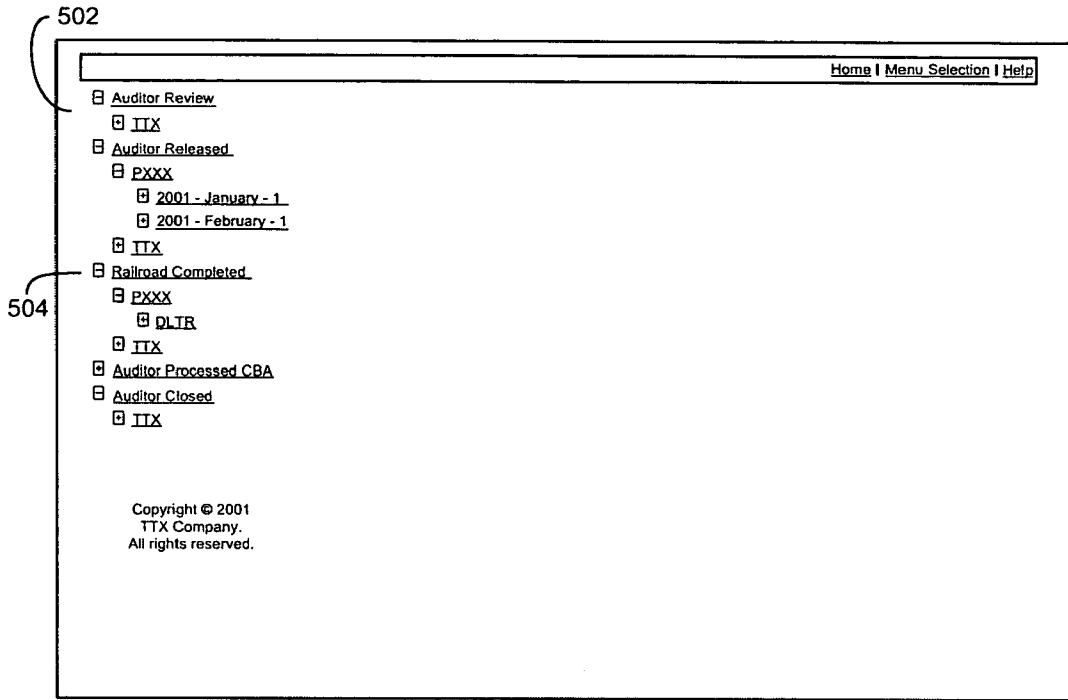 502
Home | Menu Selection | Help
Auditor Review
TTX
Auditor Released
PXXX
2001 - January - 1
2001 - February - 1
TTX
504
Railroad Completed
PXXX
DLTR
TTX
Auditor Processed CBA
Auditor Closed
TTX
Copyright © 2001
TTX Company.
All rights reserved.